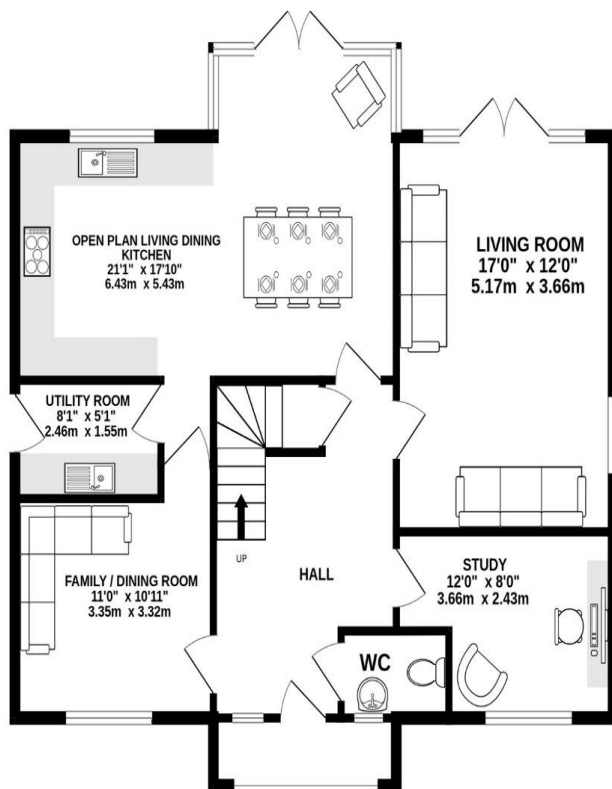 OPEN PLAN LIVING DINING
KITCHEN
21'1" x 17'10"
6.43m x 5.43m
LIVING ROOM
17'0" x 12'0"
5.17m x 3.66m
UTILITY ROOM
8'1" x 5'1"
2.46m x 1.55m
UP
HALL
STUDY
12'0" x 8'0"
3.66m x 2.43m
FAMILY / DINING ROOM
11'0" x 10'11"
3.35m x 3.32m
WC